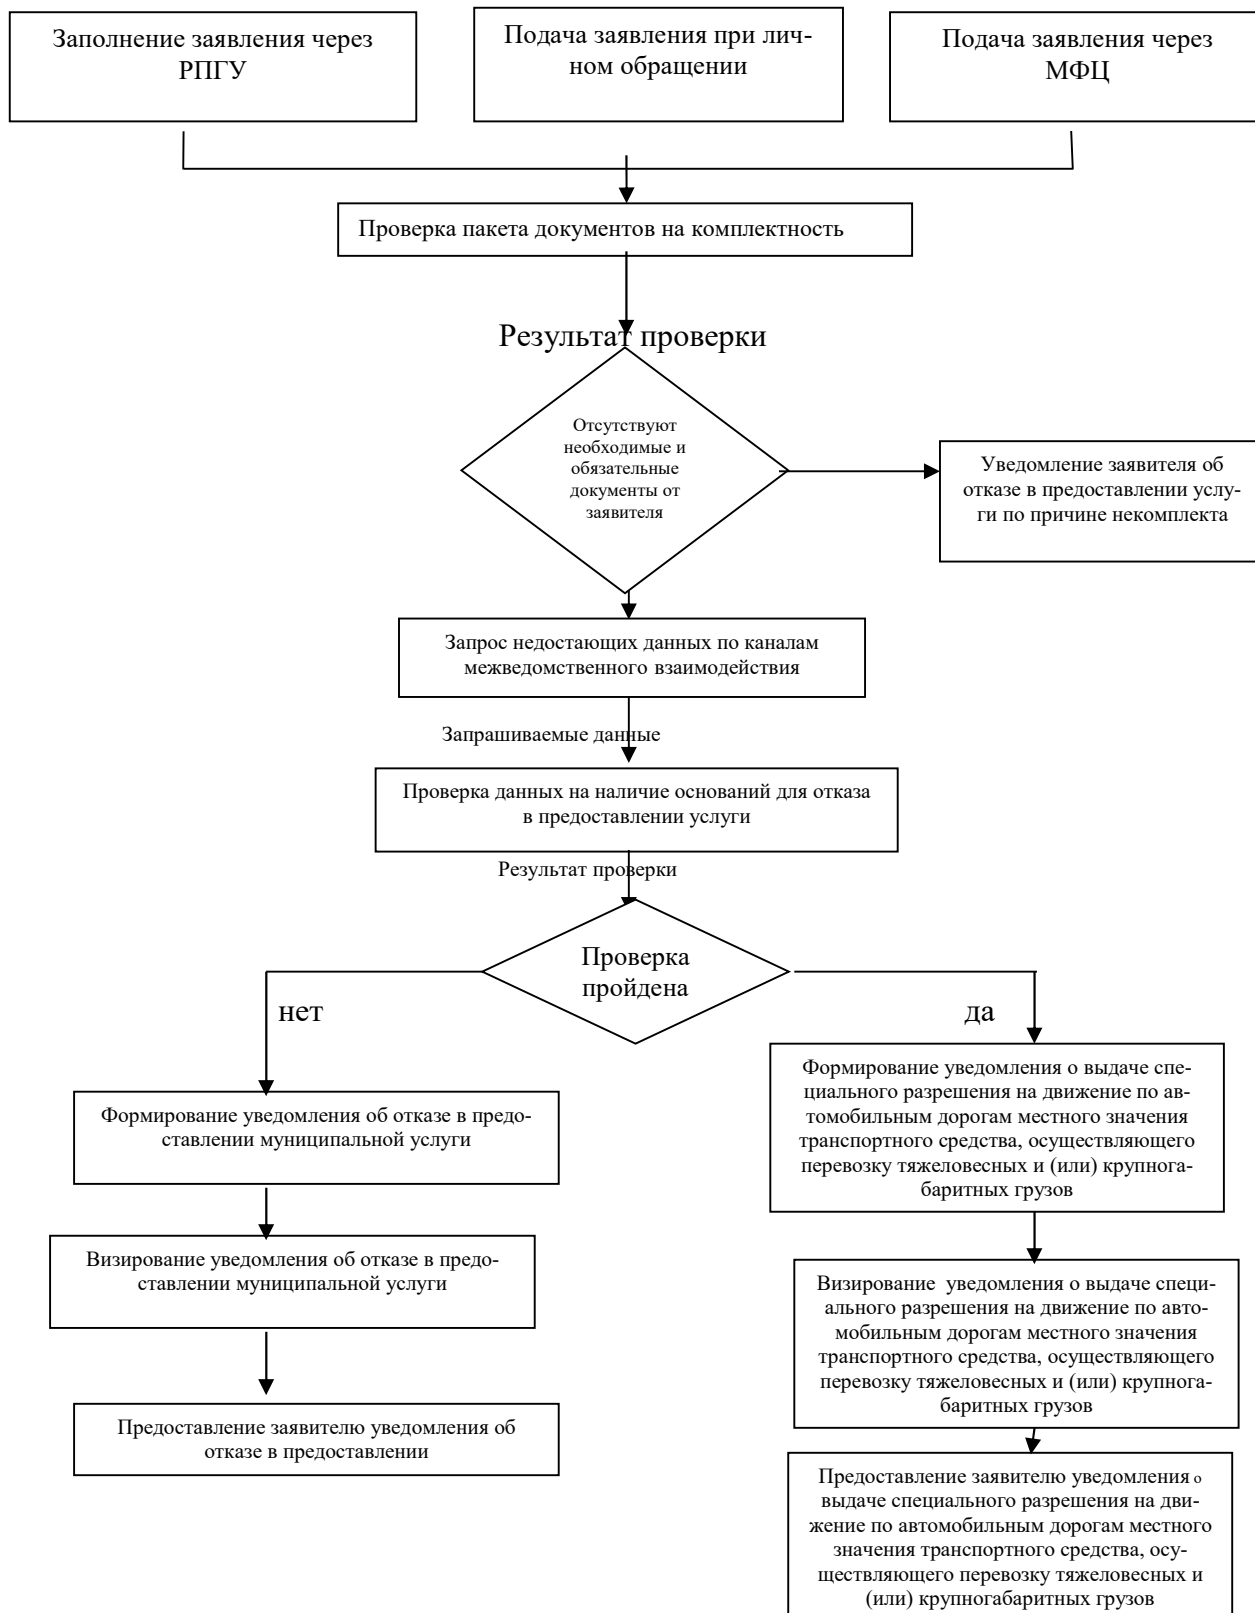 Заполнение заявления через
РПГУ
Подача заявления при лич-
ном обращении
Подача заявления через
МФЦ
Проверка пакета документов на комплектность
Результат проверки
Отсутствуют
необходимые и
обязательные
документы от
заявителя
Уведомление заявителя об
отказе в предоставлении услу-
ги по причине некомплекта
Запрос недостающих данных по каналам
межведомственного взаимодействия
Запрашиваемые данные
Проверка данных на наличие оснований для отказа
в предоставлении услуги
Результат проверки
Проверка
пройдена
нет
да
Формирование уведомления об отказе в предо-
ставлении муниципальной услуги
Визирование уведомления об отказе в предо-
ставлении муниципальной услуги
Предоставление заявителю уведомления об
отказе в предоставлении
Формирование уведомления о выдаче спе-
циального разрешения на движение по ав-
томобильным дорогам местного значения
транспортного средства, осуществляющего
перевозку тяжеловесных и (или) крупнога-
баритных грузов
Визирование  уведомления о выдаче специ-
ального разрешения на движение по авто-
мобильным дорогам местного значения
транспортного средства, осуществляющего
перевозку тяжеловесных и (или) крупнога-
баритных грузов
Предоставление заявителю уведомления о
выдаче специального разрешения на дви-
жение по автомобильным дорогам местного
значения транспортного средства, осу-
ществляющего перевозку тяжеловесных и
(или) крупногабаритных грузов